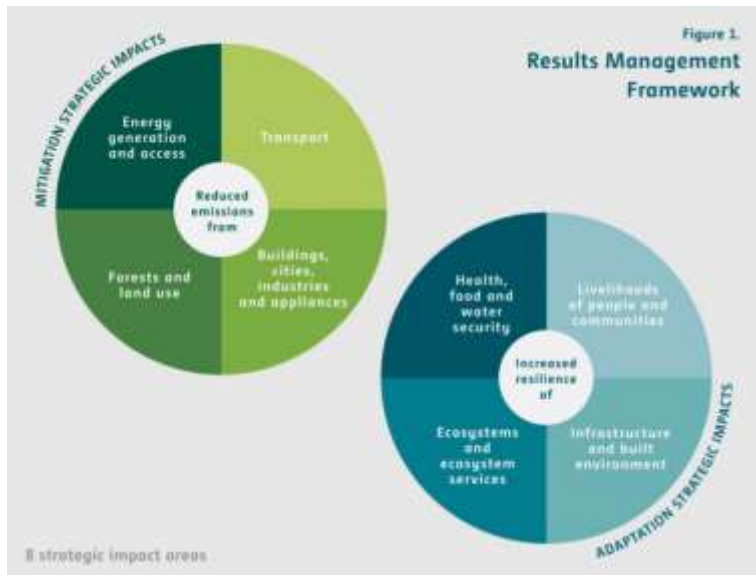 Figure 1.
Results Management
Framework
MITIGATION STRATEGIC IMPACTS
Energy
generation
and access
Transport
Reduced
emissions
from
Forests and
land use
Buildings,
cities,
industries
and appliances
Health,
food and
water
security
Livelihoods
of people and
communities
Increased
resilience
of
Ecosystems
and
ecosystem
services
Infrastructure
and built
environment
ADAPTATION STRATEGIC IMPACTS
8 strategic impact areas